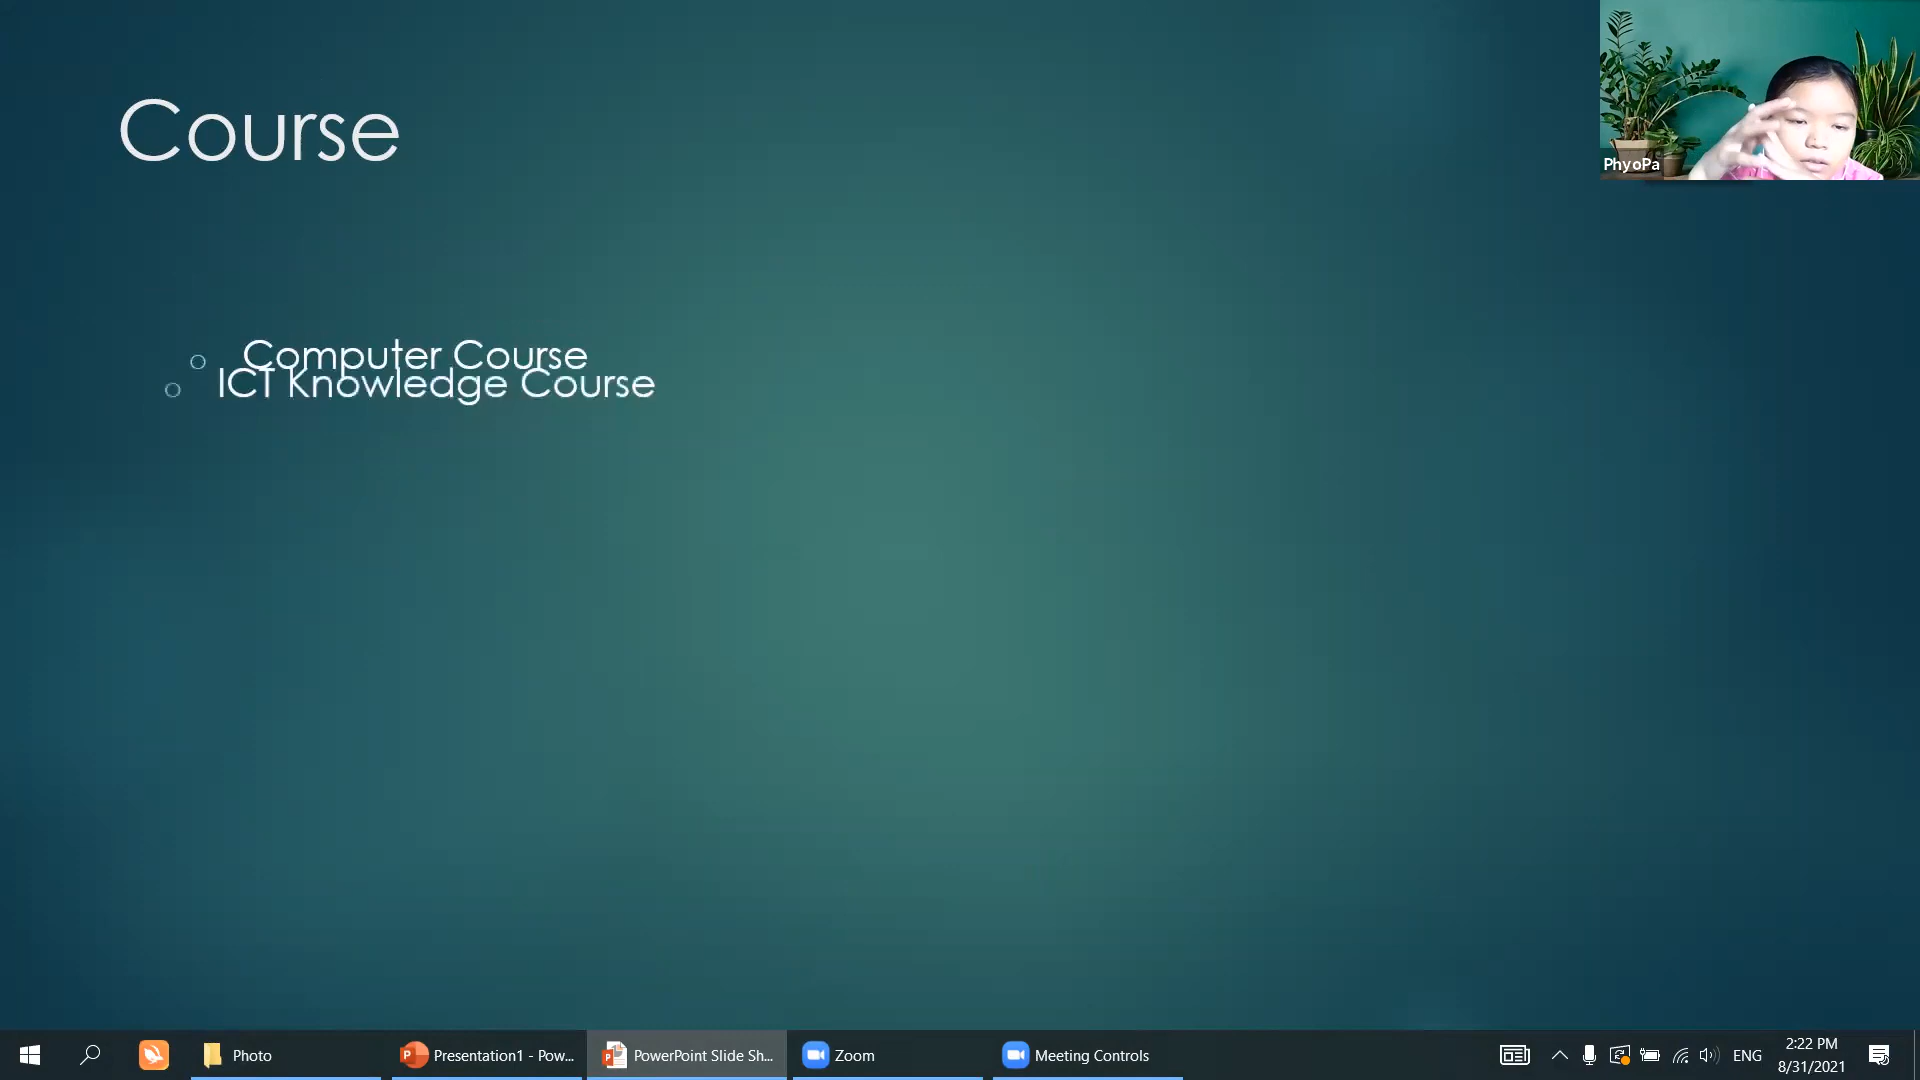 Course
PhyoPa
Computer Course
ICT Knowledge Course
Photo
Presentation1 - Pow...
PowerPoint Slide Sh...
Zoom
Meeting Controls
ENG
2:22 PM
8/31/2021